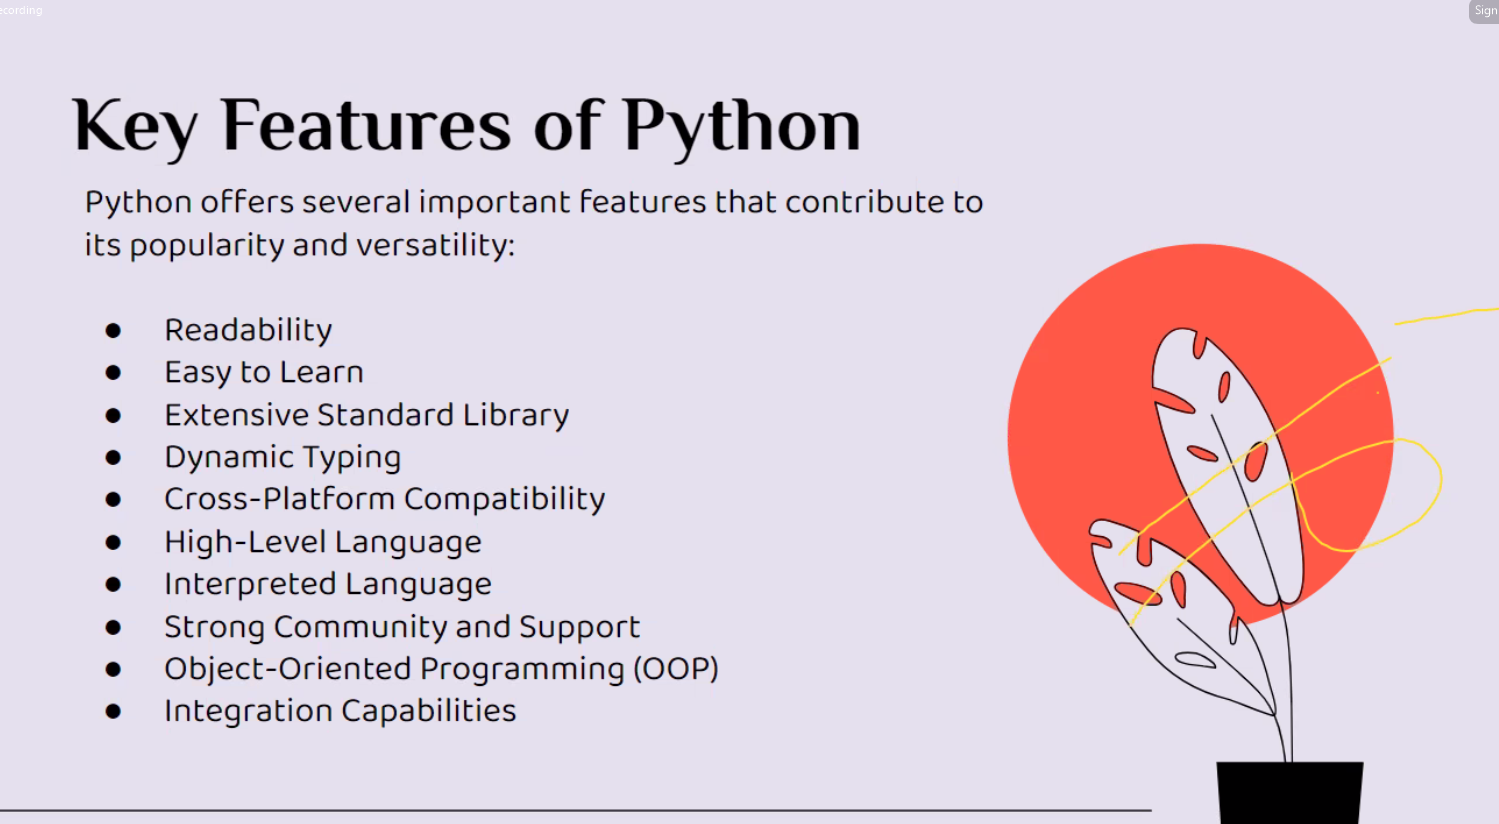 ecording
Sign
Key Features of Python
Python offers several important features that contribute to
its popularity and versatility:
● Readability
● Easy to Learn
● Extensive Standard Library
● Dynamic Typing
● Cross-Platform Compatibility
● High-Level Language
● Interpreted Language
● Strong Community and Support
● Object-Oriented Programming (OOP)
● Integration Capabilities